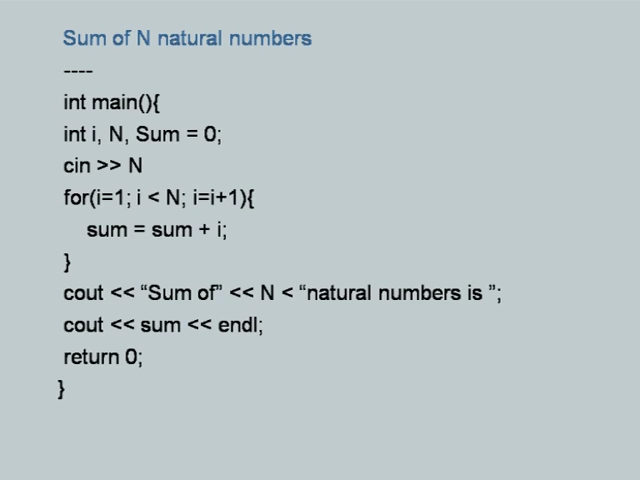 Sum of N natural numbers
----
int main(){
int i, N, Sum = 0;
cin >> N
for(i=1; i < N; i=i+1){
sum = sum + i;
}
cout << “Sum of” << N < “natural numbers is ”;
cout << sum << endl;
return 0;
}